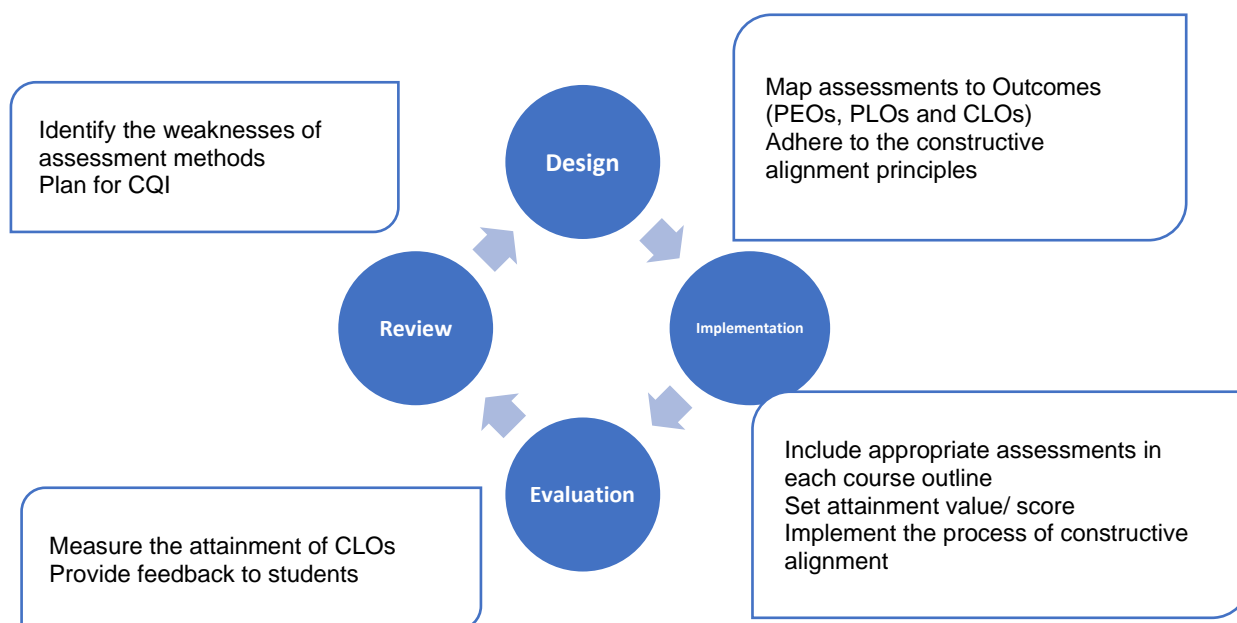 Map assessments to Outcomes
(PEOs, PLOs and CLOs)
Adhere to the constructive
alignment principles
Identify the weaknesses of
assessment methods
Plan for CQI
Design
Review
Implementation
Evaluation
Include appropriate assessments in
each course outline
Set attainment value/ score
Implement the process of constructive
alignment
Measure the attainment of CLOs
Provide feedback to students